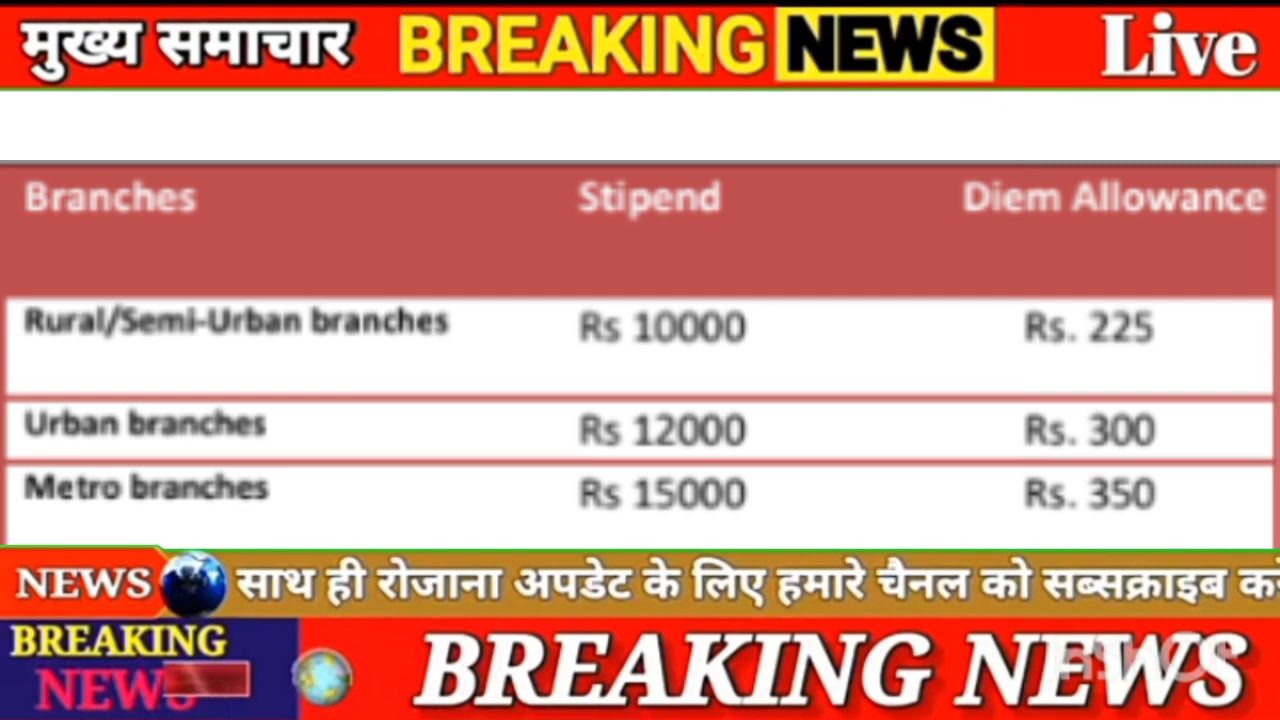 मुख्य समाचार BREAKING NEWS Live
Branches Stipend Diem Allowance
Rural/Semi-Urban branches Rs 10000 Rs. 225
Urban branches Rs 12000 Rs. 300
Metro branches Rs 15000 Rs. 350
NEWS साथ ही रोजाना अपडेट के लिए हमारे चैनल को सब्सक्राइब
BREAKING
NEWS
BREAKING NEWS